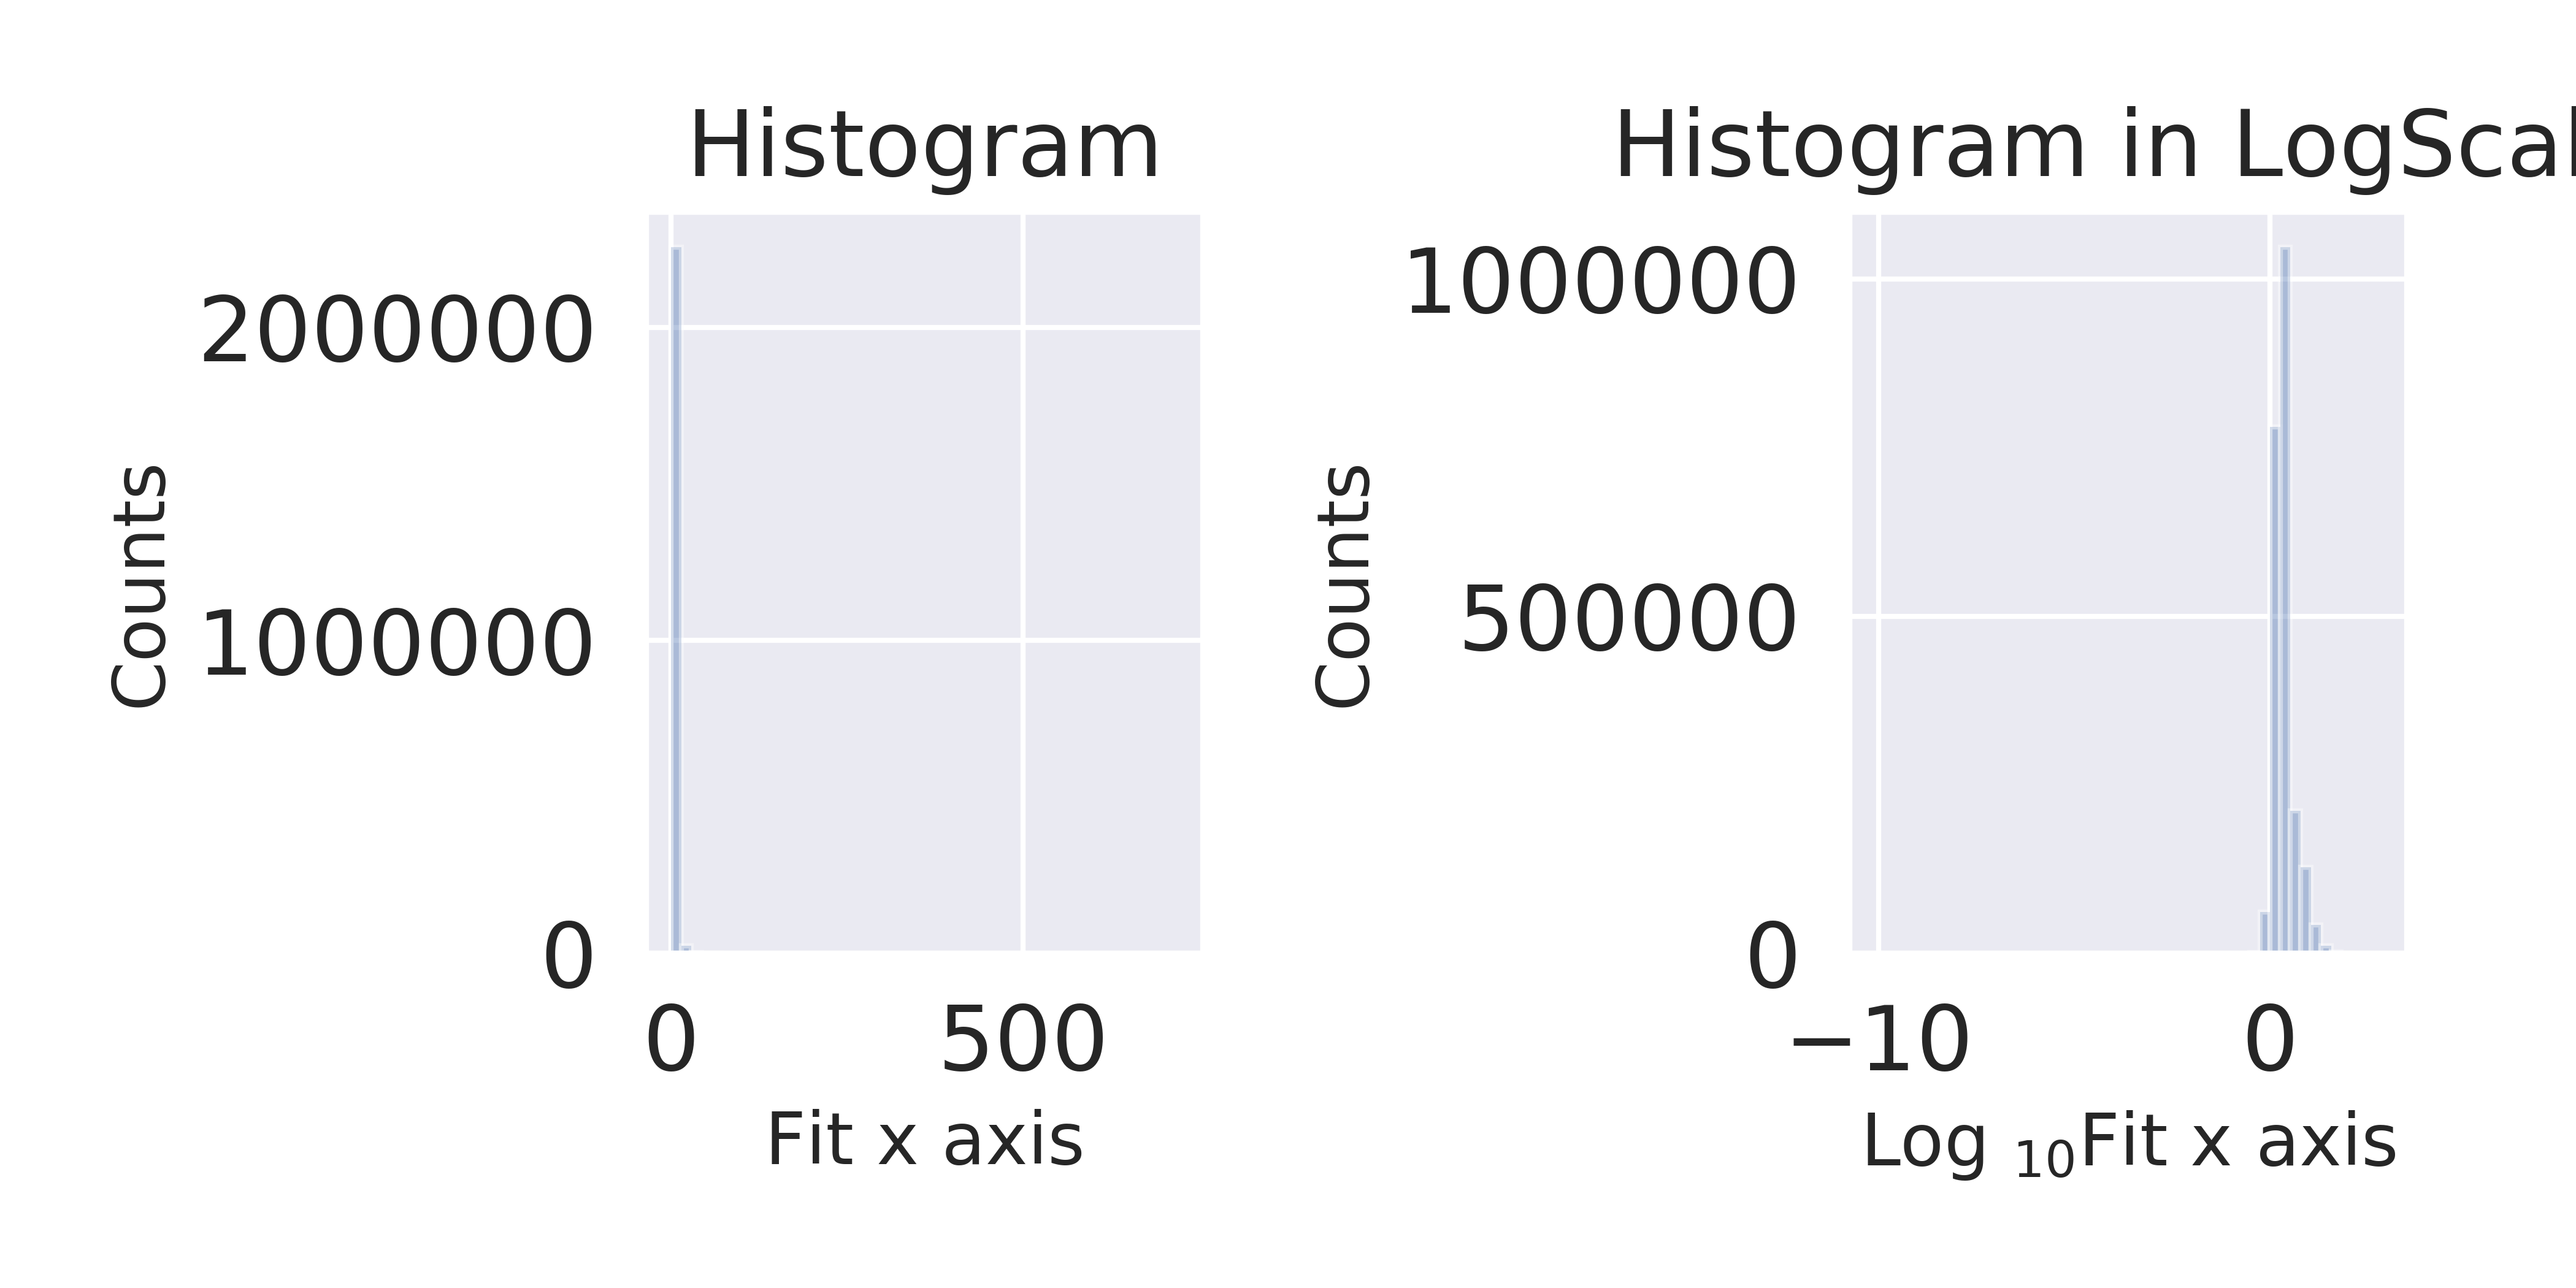 Histogram
2000000
1000000
0
Counts
0 500
Fit x axis
Histogram in LogScal
1000000
500000
0
Counts
−10 0
Log 10Fit x axis